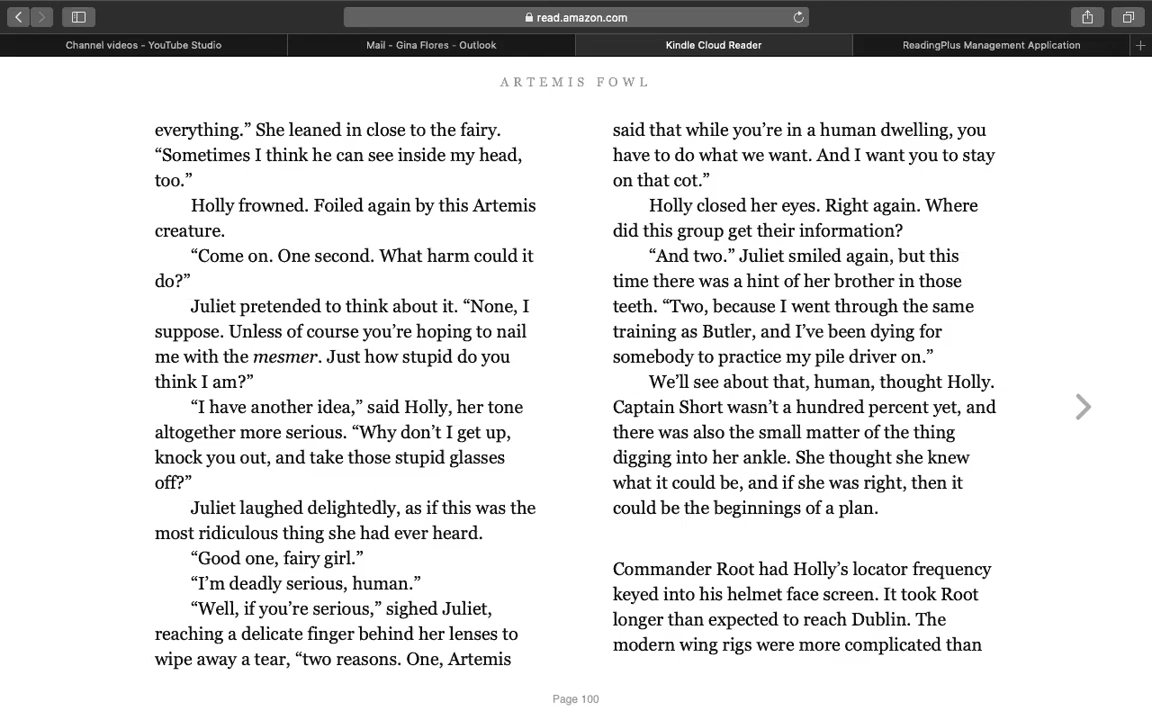 read.amazon.com
Channel videos - YouTube Studio
Mail - Gina Flores - Outlook
Kindle Cloud Reader
ReadingPlus Management Application
ARTEMIS FOWL
everything.” She leaned in close to the fairy.
“Sometimes I think he can see inside my head,
too.”
Holly frowned. Foiled again by this Artemis
creature.
“Come on. One second. What harm could it
do?”
Juliet pretended to think about it. “None, I
suppose. Unless of course you’re hoping to nail
me with the mesmer. Just how stupid do you
think I am?”
“I have another idea,” said Holly, her tone
altogether more serious. “Why don’t I get up,
knock you out, and take those stupid glasses
off?”
Juliet laughed delightedly, as if this was the
most ridiculous thing she had ever heard.
“Good one, fairy girl.”
“I’m deadly serious, human.”
“Well, if you’re serious,” sighed Juliet,
reaching a delicate finger behind her lenses to
wipe away a tear, “two reasons. One, Artemis
said that while you’re in a human dwelling, you
have to do what we want. And I want you to stay
on that cot.”
Holly closed her eyes. Right again. Where
did this group get their information?
“And two.” Juliet smiled again, but this
time there was a hint of her brother in those
teeth. “Two, because I went through the same
training as Butler, and I’ve been dying for
somebody to practice my pile driver on.”
We’ll see about that, human, thought Holly.
Captain Short wasn’t a hundred percent yet, and
there was also the small matter of the thing
digging into her ankle. She thought she knew
what it could be, and if she was right, then it
could be the beginnings of a plan.
Commander Root had Holly’s locator frequency
keyed into his helmet face screen. It took Root
longer than expected to reach Dublin. The
modern wing rigs were more complicated than
Page 100